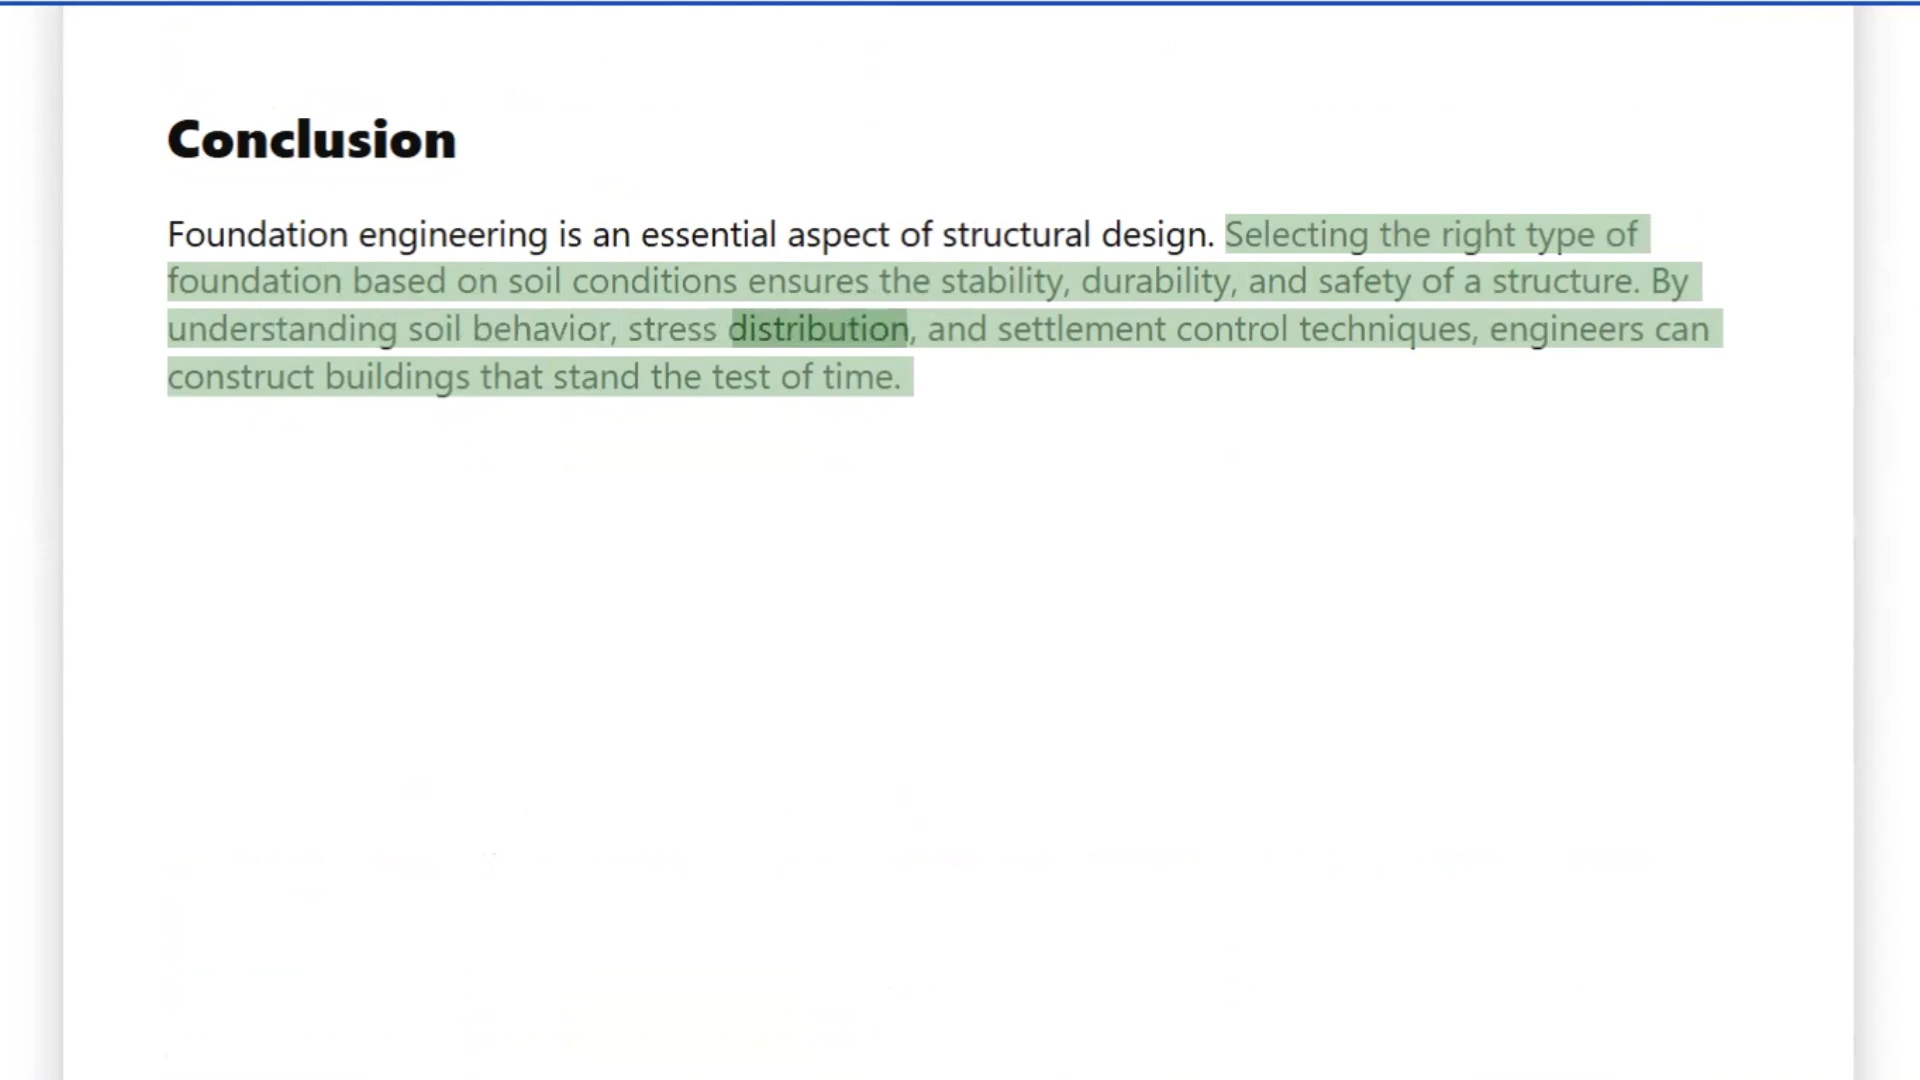 Conclusion
Foundation engineering is an essential aspect of structural design. Selecting the right type of
foundation based on soil conditions ensures the stability, durability, and safety of a structure. By
understanding soil behavior, stress distribution, and settlement control techniques, engineers can
construct buildings that stand the test of time.